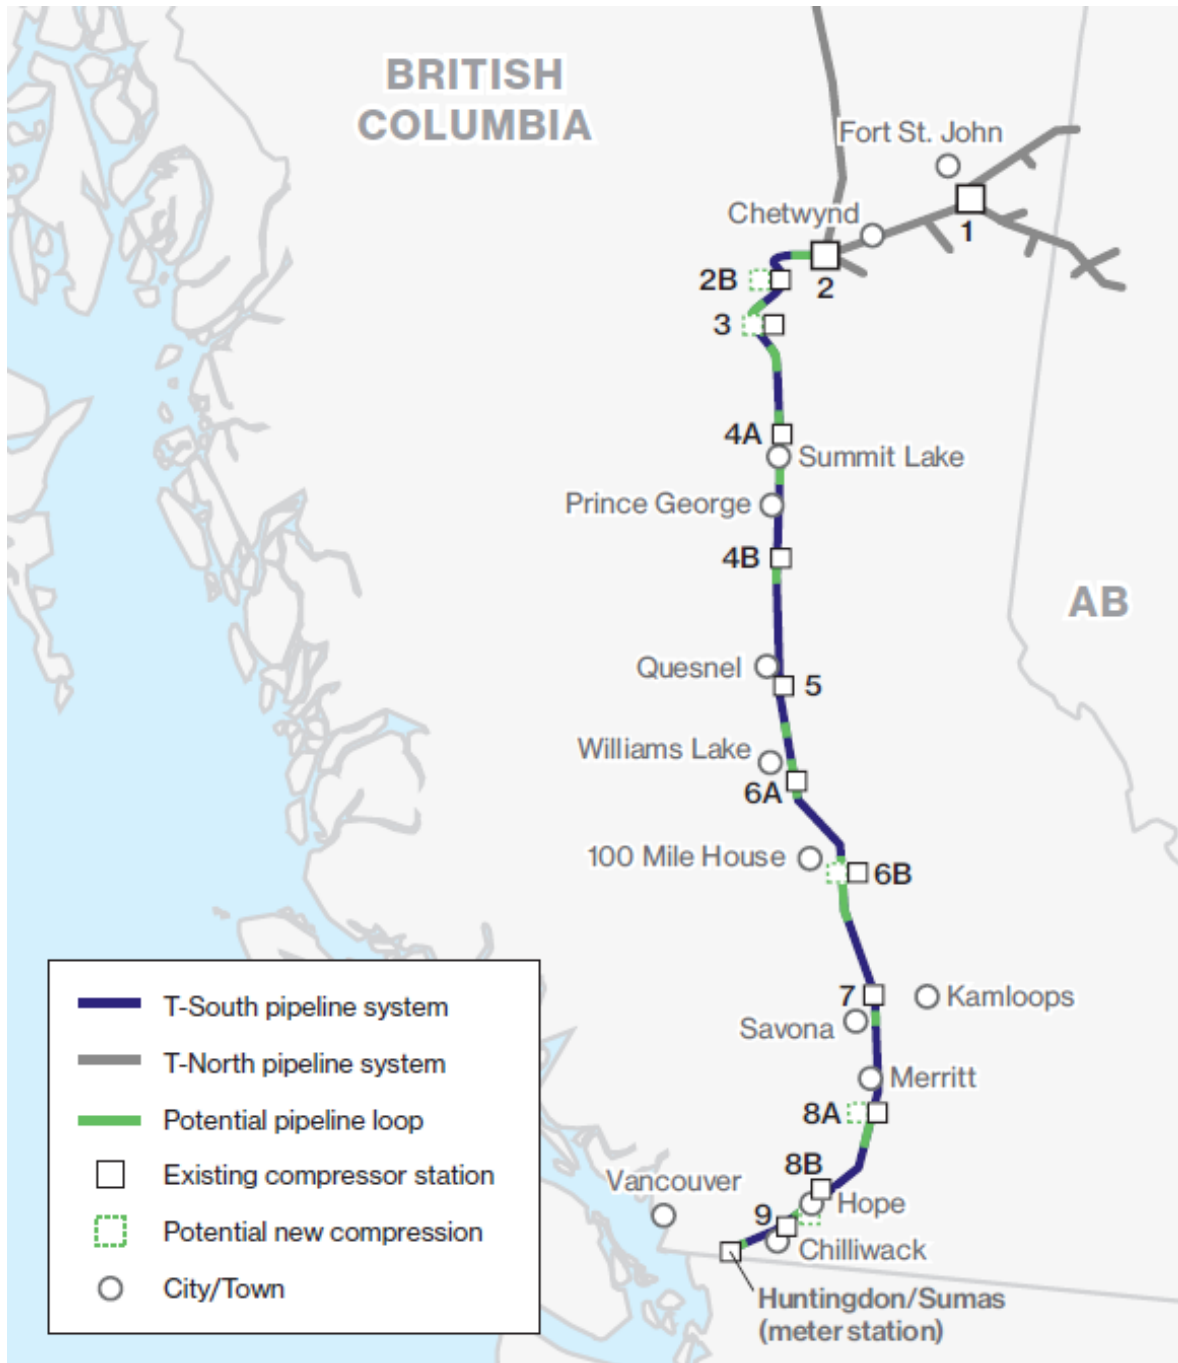 BRITISH
COLUMBIA
Fort St. John
Chetwynd
1
2B
2
3
4A
Summit Lake
Prince George
4B
AB
Quesnel
5
Williams Lake
6A
100 Mile House
6B
7
Kamloops
Savona
Merritt
8A
8B
Vancouver
Hope
9
Chilliwack
Huntingdon/Sumas
(meter station)
T-South pipeline system
T-North pipeline system
Potential pipeline loop
Existing compressor station
Potential new compression
City/Town